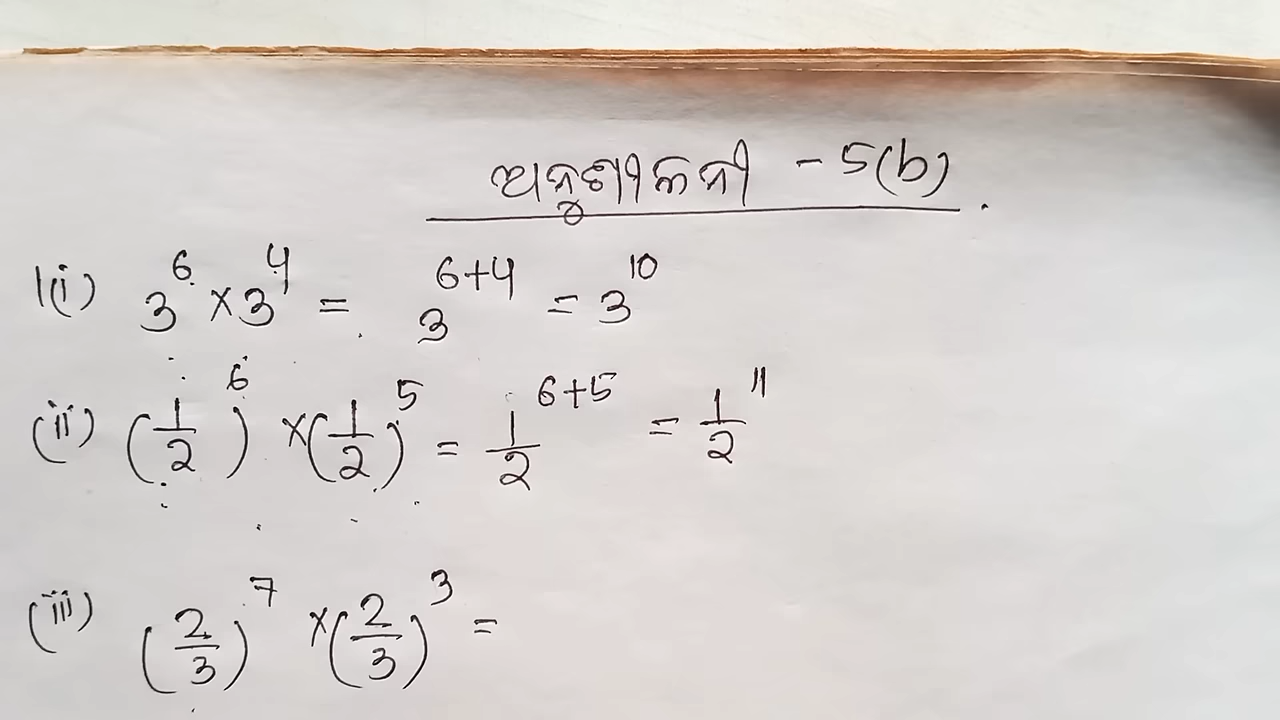 ଅନୁଶୀଳନୀ - 5(b)
1(i) 3^6 × 3^4 = 3^{6+4} = 3^{10}
(ii) (1/2)^6 × (1/2)^5 = 1/2^{6+5} = 1/2^{11}
(iii) (2/3)^7 × (2/3)^3 =